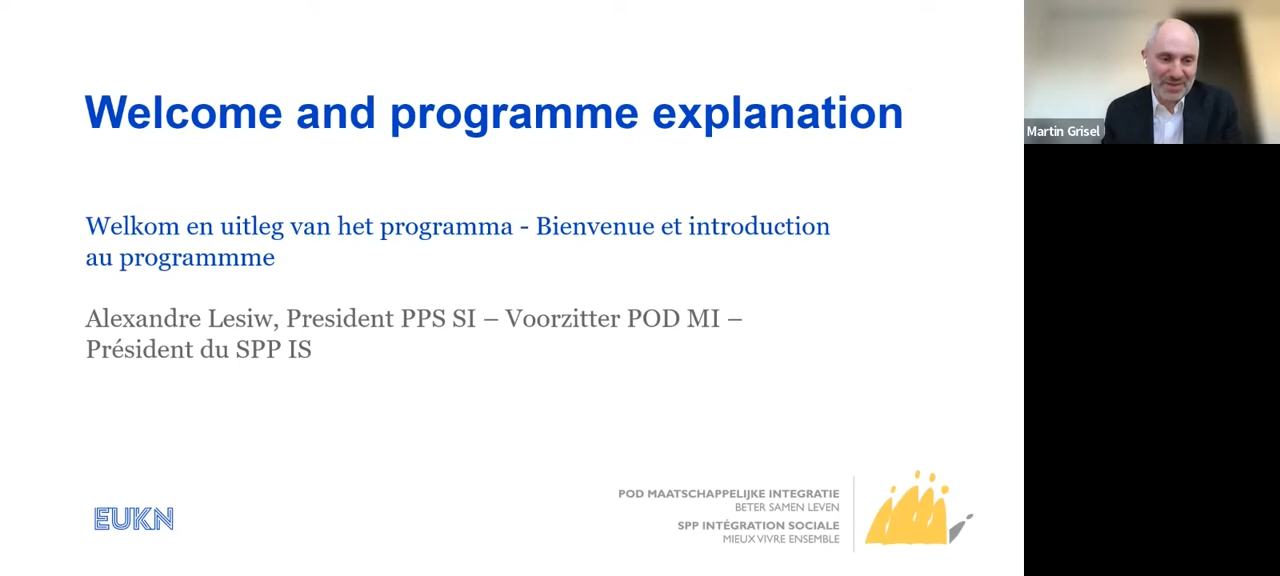 Welcome and programme explanation
Martin Grisel
Welkom en uitleg van het programma - Bienvenue et introduction
au programmme
Alexandre Lesiw, President PPS SI – Voorzitter POD MI –
Président du SPP IS
POD MAATSCHAPPELIJKE INTEGRATIE
BETER SAMEN LEVEN
SPP INTÉGRATION SOCIALE
MIEUX VIVRE ENSEMBLE
EUKN